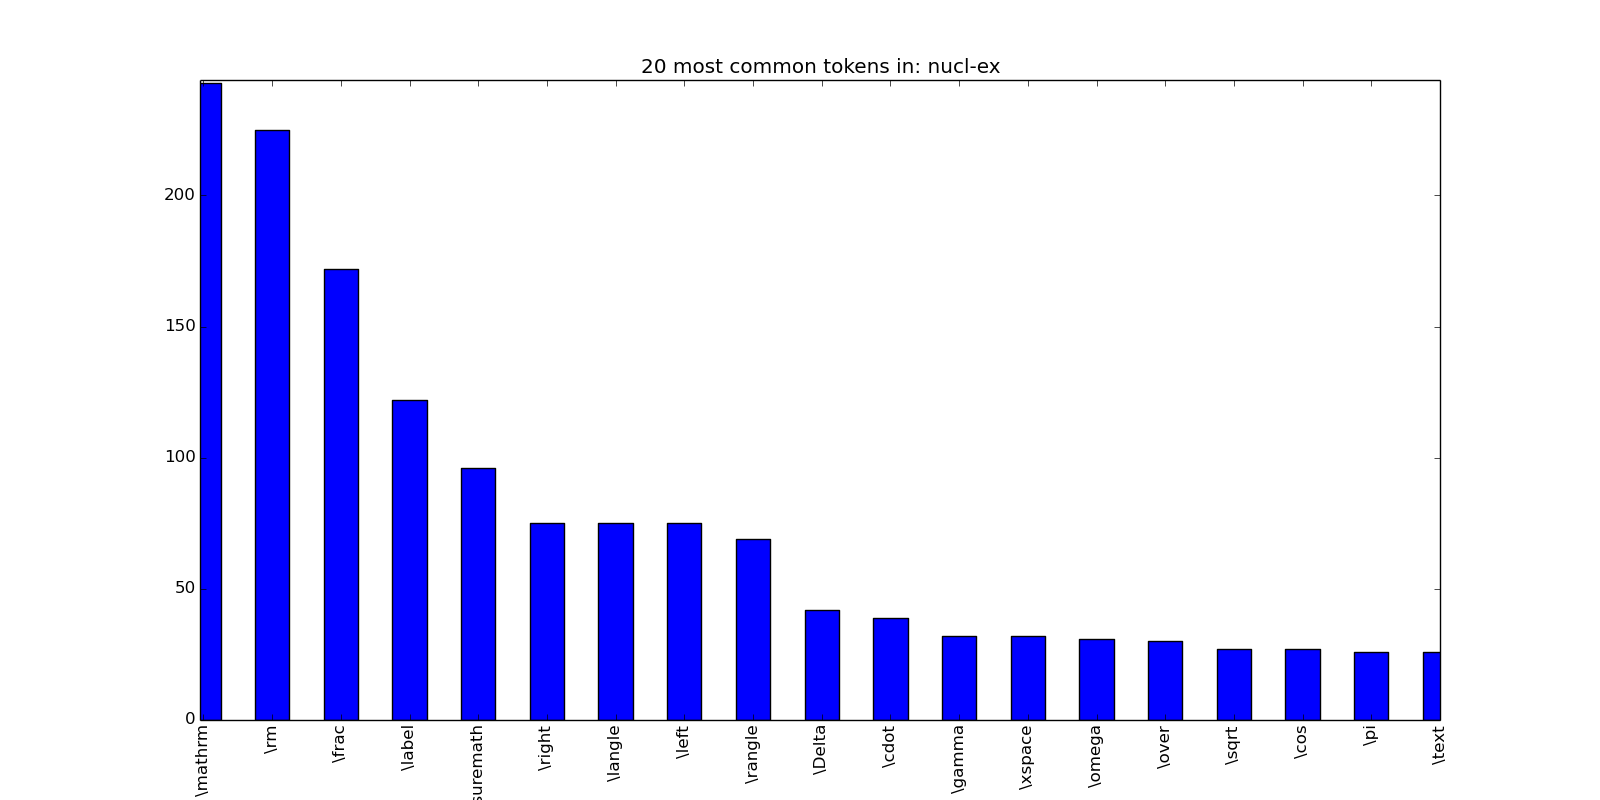 20 most common tokens in: nucl-ex
200
150
100
50
0
\mathrm
\rm
\frac
\label
suremath
\right
\langle
\left
\rangle
\Delta
\cdot
\gamma
\xspace
\omega
\over
\sqrt
\cos
\pi
\text